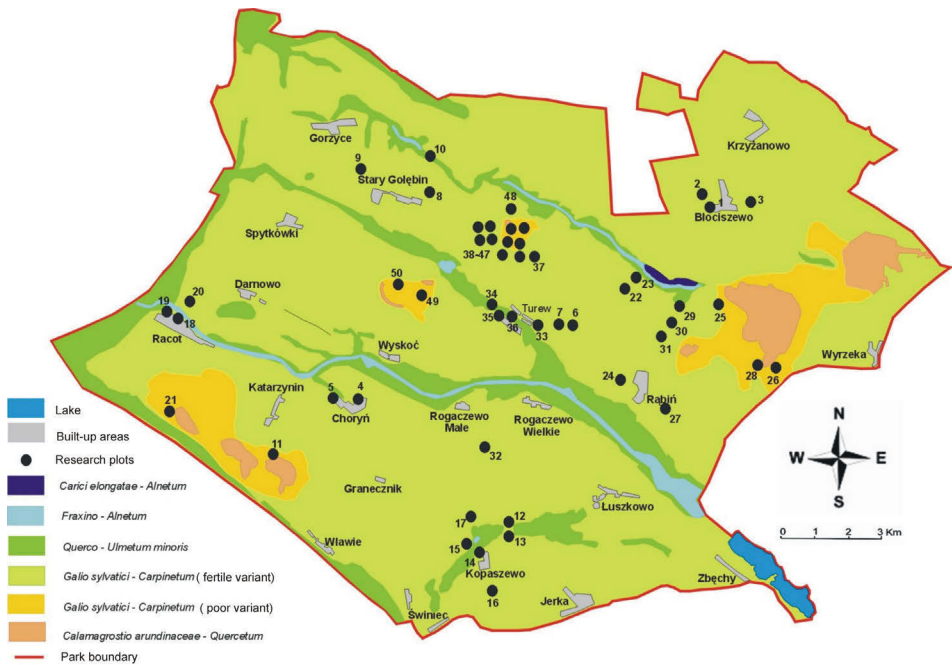 Krzyżanowo
Gorzyce
10
9
Stary Gołębin
8
2
1
3
Błociszewo
48
Spytkówki
38-47
37
50
49
23
22
Darnowo
20
19
18
Racot
34
35
36
Turew
33
7
6
29
30
31
25
Wyskoć
28
26
Wyrzeka
24
Rąbiń
27
Katarzynin
5
4
Choryń
Rogaczewo
Małe
Rogaczewo
Wielkie
21
11
32
Granecznik
Luszkowo
17
12
13
15
14
Kopaszewo
16
Wławie
Jerka
Zbęchy
Świniec
N
W
E
S
0 1 2 3 Km
Lake
Built-up areas
Research plots
Carici elongatae - Alnetum
Fraxino - Alnetum
Querco - Ulmetum minoris
Galio sylvatici - Carpinetum ( fertile variant)
Galio sylvatici - Carpinetum ( poor variant)
Calamagrostio arundinaceae - Quercetum
Park boundary